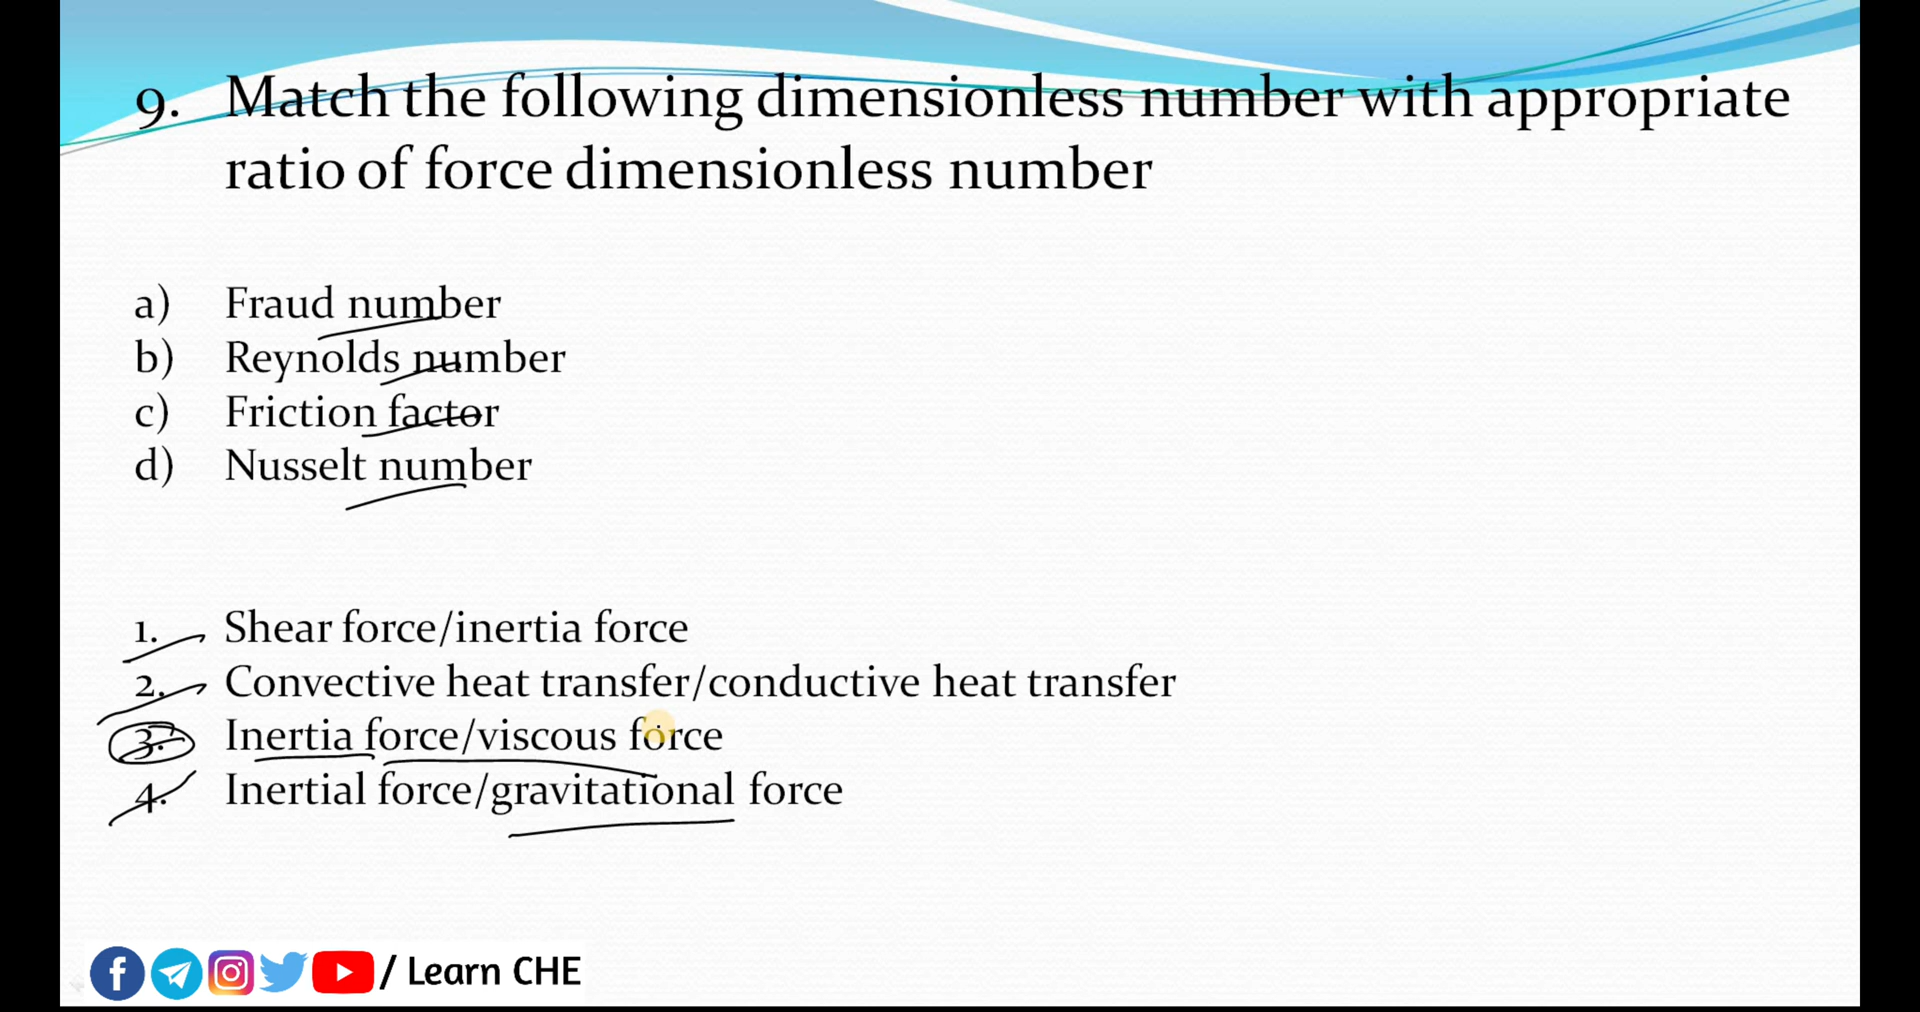 9. Match the following dimensionless number with appropriate
ratio of force dimensionless number
a) Fraud number
b) Reynolds number
c) Friction factor
d) Nusselt number
1. Shear force/inertia force
2. Convective heat transfer/conductive heat transfer
3. Inertia force/viscous force
4. Inertial force/gravitational force
/ Learn CHE